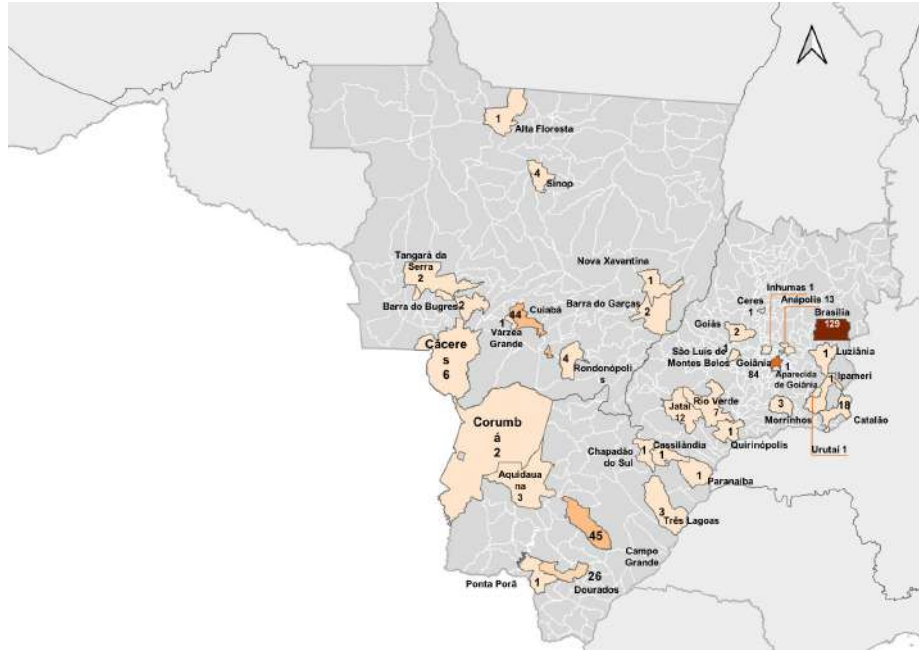 1
Alta Floresta
4
Sinop
Tangará da
Serra
2
Barra do Bugres
2
Nova Xavantina
1
Barra do Garças
2
44
Cuiabá
1
Várzea
Grande
Cácere
s
6
4
Rondonópoli
s
Inhumas 1
Anápolis 13
Ceres
1
Brasília
129
Goiás
2
1
São Luís de
Montes Belos
Goiânia
84
1
Aparecida
de Goiânia
1
Luziânia
Ipameri
1
18
Catalão
3
Morrinhos
Urutaí 1
Jataí
12
Rio Verde
7
1
Quirinópolis
Corumb
á
2
Aquidaua
na
3
Chapadão
do Sul
1
Cassilândia
1
1
Paranaíba
3
Três Lagoas
45
Campo
Grande
Ponta Porã
1
26
Dourados